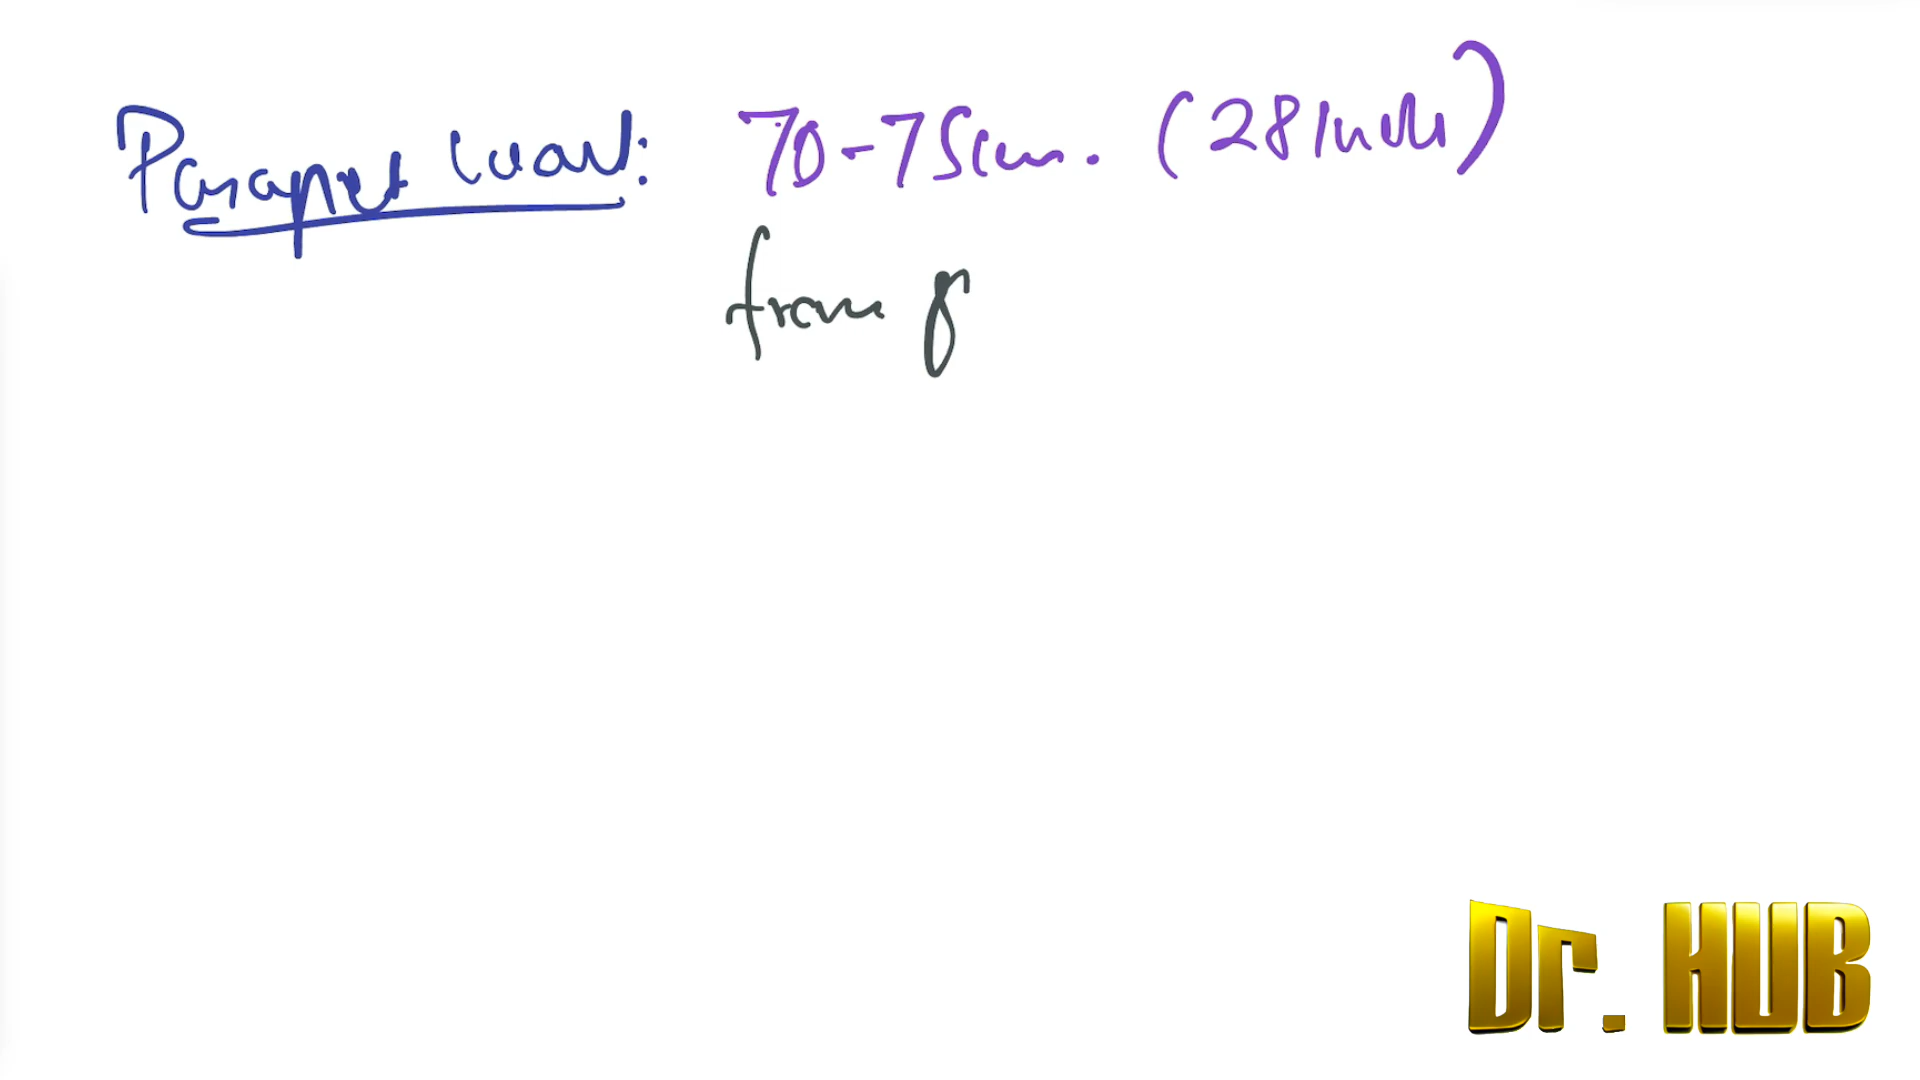 Parapet wall: 70-75cm. (28 Inch)
from g
Dr. HUB